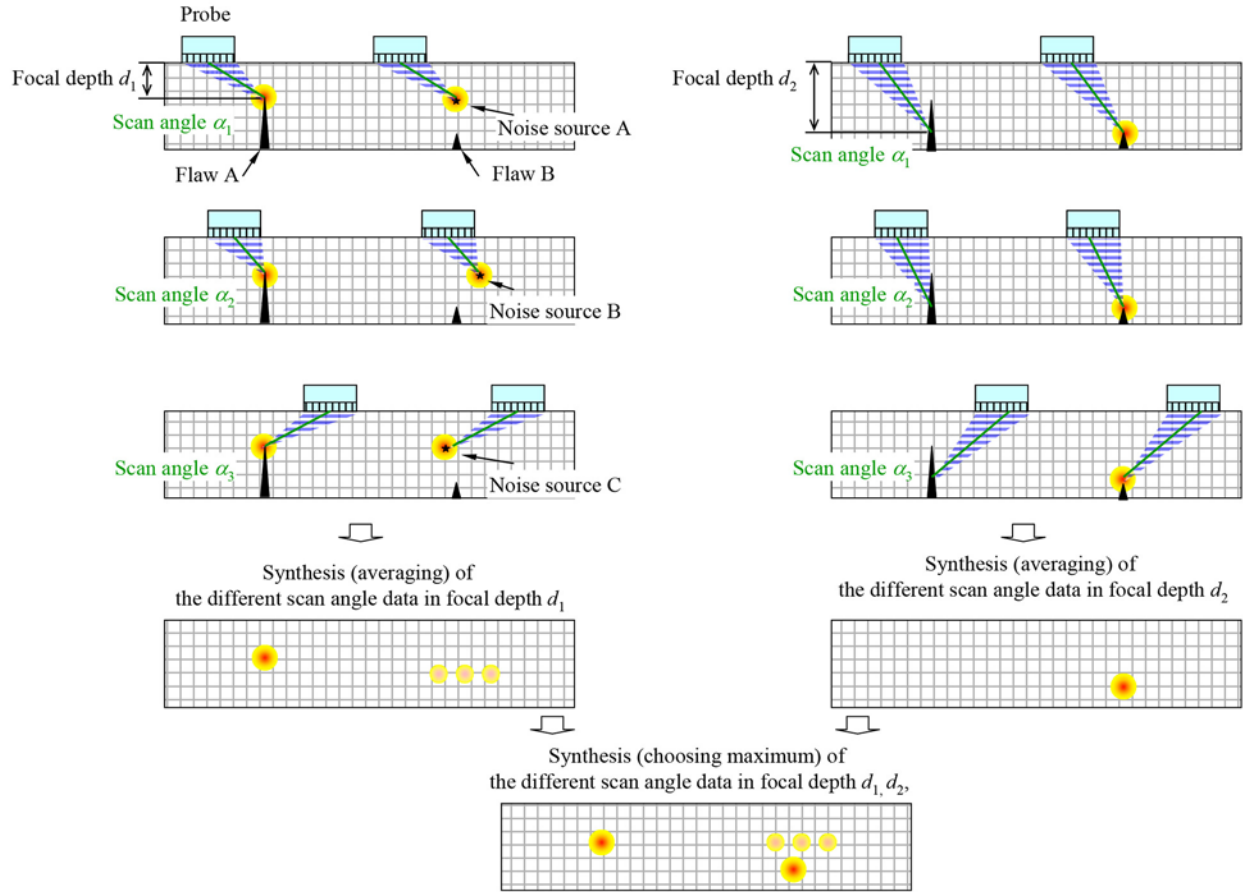 Probe
Focal depth d₁
Scan angle α₁
Noise source A
Flaw A
Flaw B
Scan angle α₂
Noise source B
Scan angle α₃
Noise source C
Synthesis (averaging) of
the different scan angle data in focal depth d₁
Focal depth d₂
Scan angle α₁
Scan angle α₂
Scan angle α₃
Synthesis (averaging) of
the different scan angle data in focal depth d₂
Synthesis (choosing maximum) of
the different scan angle data in focal depth d₁, d₂,